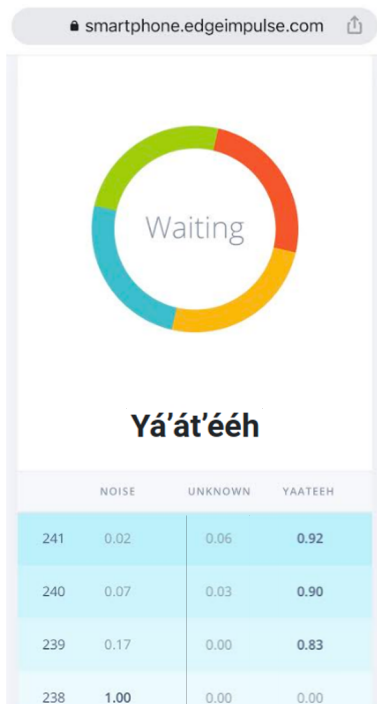 smartphone.edgeimpulse.com
Waiting
Yá’át’ééh
NOISE UNKNOWN YAATEEH
241 0.02 0.06 0.92
240 0.07 0.03 0.90
239 0.17 0.00 0.83
238 1.00 0.00 0.00